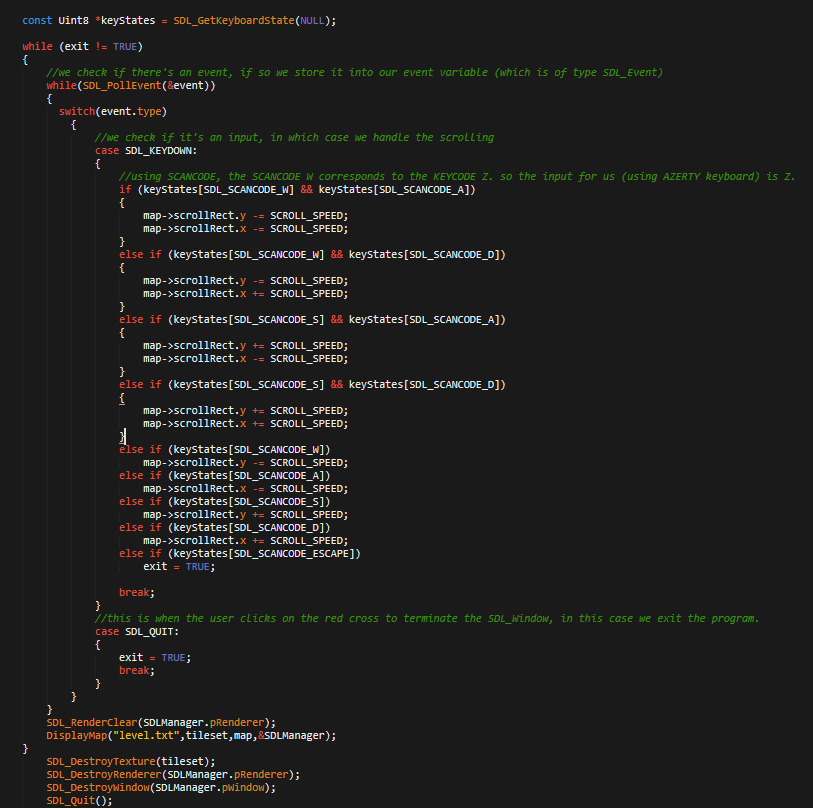 const Uint8 *keyStates = SDL_GetKeyboardState(NULL);
while (exit != TRUE)
{
//we check if there's an event, if so we store it into our event variable (which is of type SDL_Event)
while(SDL_PollEvent(&event))
{
switch(event.type)
{
//we check if it's an input, in which case we handle the scrolling
case SDL_KEYDOWN:
{
//using SCANCODE, the SCANCODE W corresponds to the KEYCODE Z. so the input for us (using AZERTY keyboard) is Z.
if (keyStates[SDL_SCANCODE_W] && keyStates[SDL_SCANCODE_A])
{
map->scrollRect.y -= SCROLL_SPEED;
map->scrollRect.x -= SCROLL_SPEED;
}
else if (keyStates[SDL_SCANCODE_W] && keyStates[SDL_SCANCODE_D])
{
map->scrollRect.y -= SCROLL_SPEED;
map->scrollRect.x += SCROLL_SPEED;
}
else if (keyStates[SDL_SCANCODE_S] && keyStates[SDL_SCANCODE_A])
{
map->scrollRect.y += SCROLL_SPEED;
map->scrollRect.x -= SCROLL_SPEED;
}
else if (keyStates[SDL_SCANCODE_S] && keyStates[SDL_SCANCODE_D])
{
map->scrollRect.y += SCROLL_SPEED;
map->scrollRect.x += SCROLL_SPEED;
}
else if (keyStates[SDL_SCANCODE_W])
map->scrollRect.y -= SCROLL_SPEED;
else if (keyStates[SDL_SCANCODE_A])
map->scrollRect.x -= SCROLL_SPEED;
else if (keyStates[SDL_SCANCODE_S])
map->scrollRect.y += SCROLL_SPEED;
else if (keyStates[SDL_SCANCODE_D])
map->scrollRect.x += SCROLL_SPEED;
else if (keyStates[SDL_SCANCODE_ESCAPE])
exit = TRUE;
break;
}
//this is when the user clicks on the red cross to terminate the SDL_Window, in this case we exit the program.
case SDL_QUIT:
{
exit = TRUE;
break;
}
}
}
SDL_RenderClear(SDLManager.pRenderer);
DisplayMap("level.txt",tileset,map,&SDLManager);
}
SDL_DestroyTexture(tileset);
SDL_DestroyRenderer(SDLManager.pRenderer);
SDL_DestroyWindow(SDLManager.pWindow);
SDL_Quit();